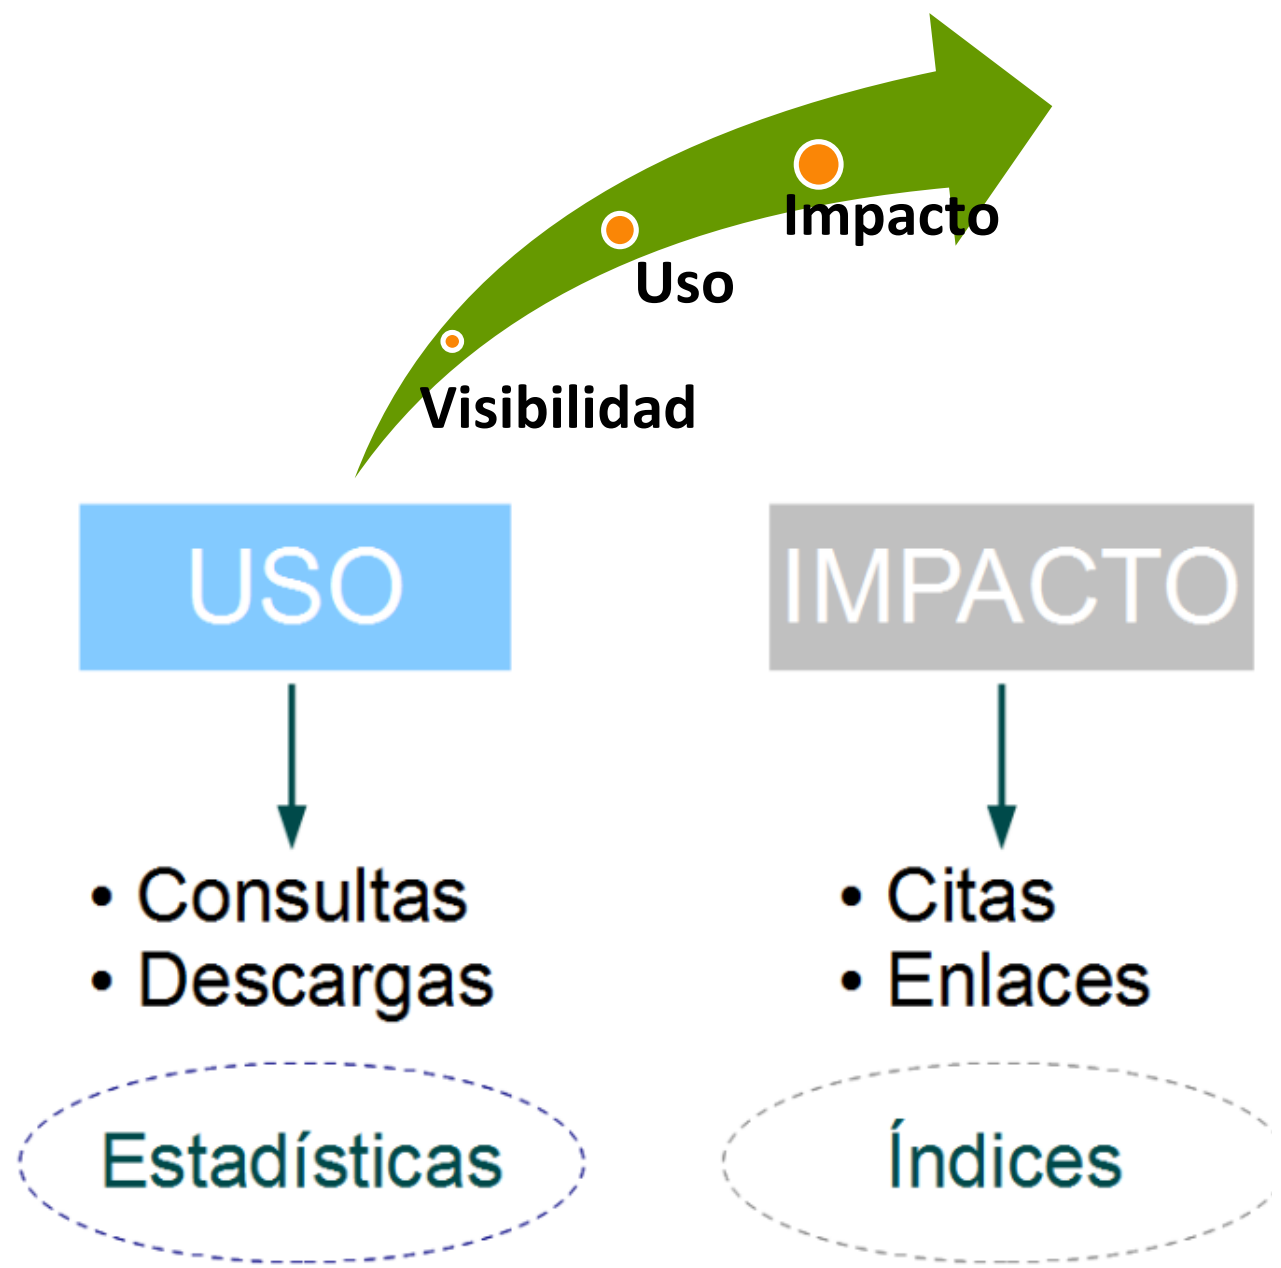 Impacto
Uso
Visibilidad
USO
IMPACTO
• Consultas
• Descargas
• Citas
• Enlaces
Estadísticas
Índices